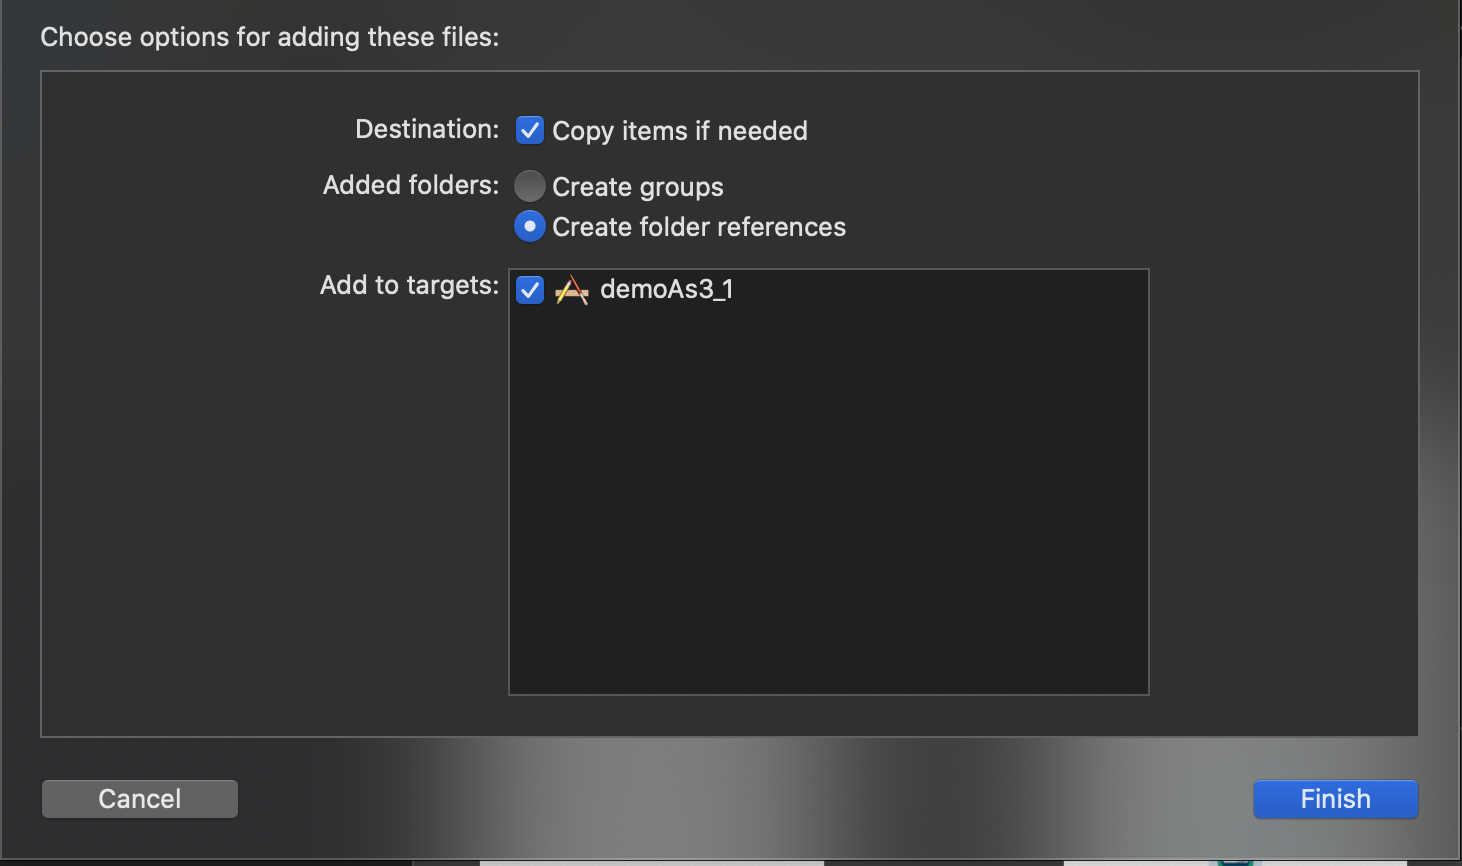 Choose options for adding these files:
Destination: Copy items if needed
Added folders: Create groups
Create folder references
Add to targets: demoAs3_1
Cancel Finish